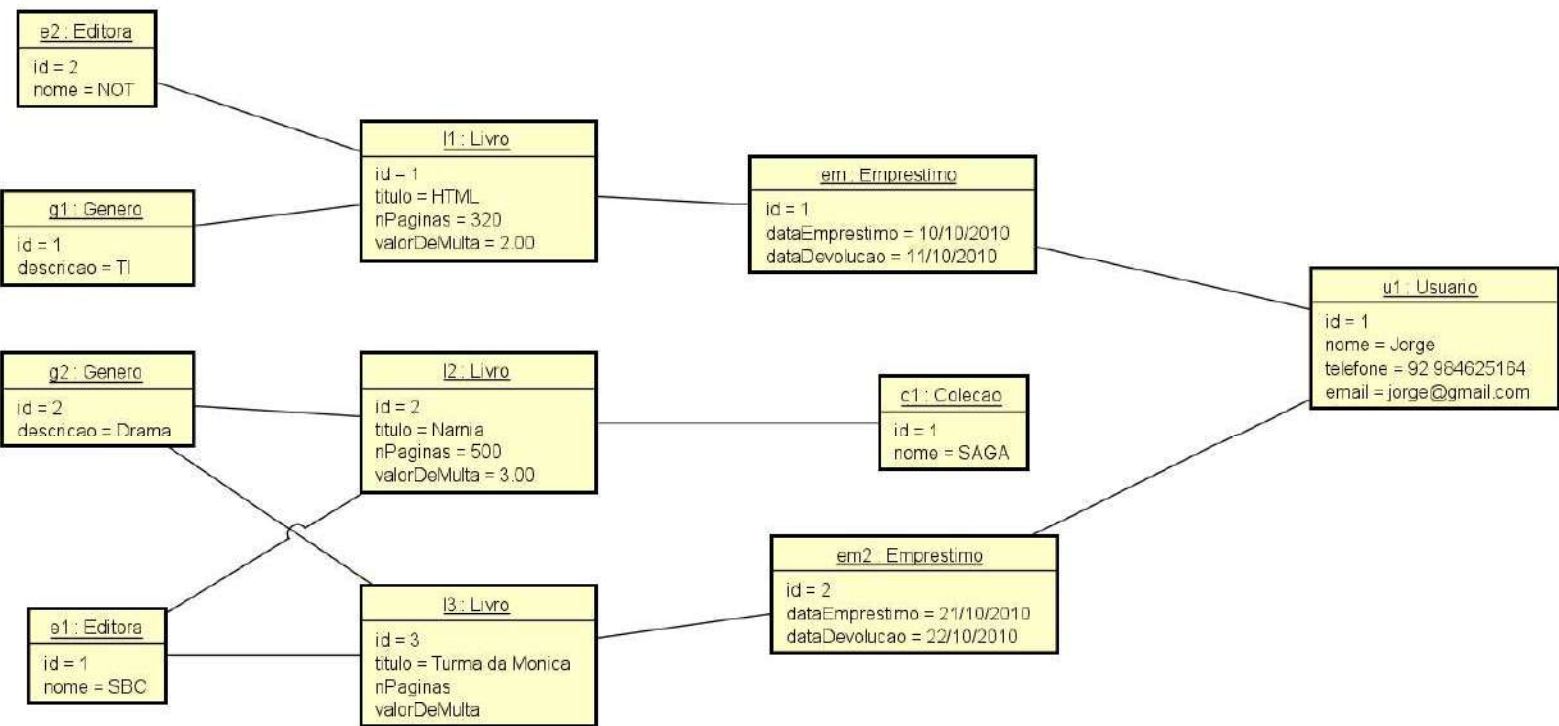 e2 : Editora
id = 2
nome = NOT
g1 : Genero
id = 1
descricao = TI
l1 : Livro
id = 1
titulo = HTML
nPaginas = 320
valorDeMulta = 2.00
em : Emprestimo
id = 1
dataEmprestimo = 10/10/2010
dataDevolucao = 11/10/2010
u1 : Usuario
id = 1
nome = Jorge
telefone = 92 984625164
email = jorge@gmail.com
g2 : Genero
id = 2
descricao = Drama
l2 : Livro
id = 2
titulo = Narnia
nPaginas = 500
valorDeMulta = 3.00
c1 : Colecao
id = 1
nome = SAGA
e1 : Editora
id = 1
nome = SBC
l3 : Livro
id = 3
titulo = Turma da Monica
nPaginas
valorDeMulta
em2 : Emprestimo
id = 2
dataEmprestimo = 21/10/2010
dataDevolucao = 22/10/2010